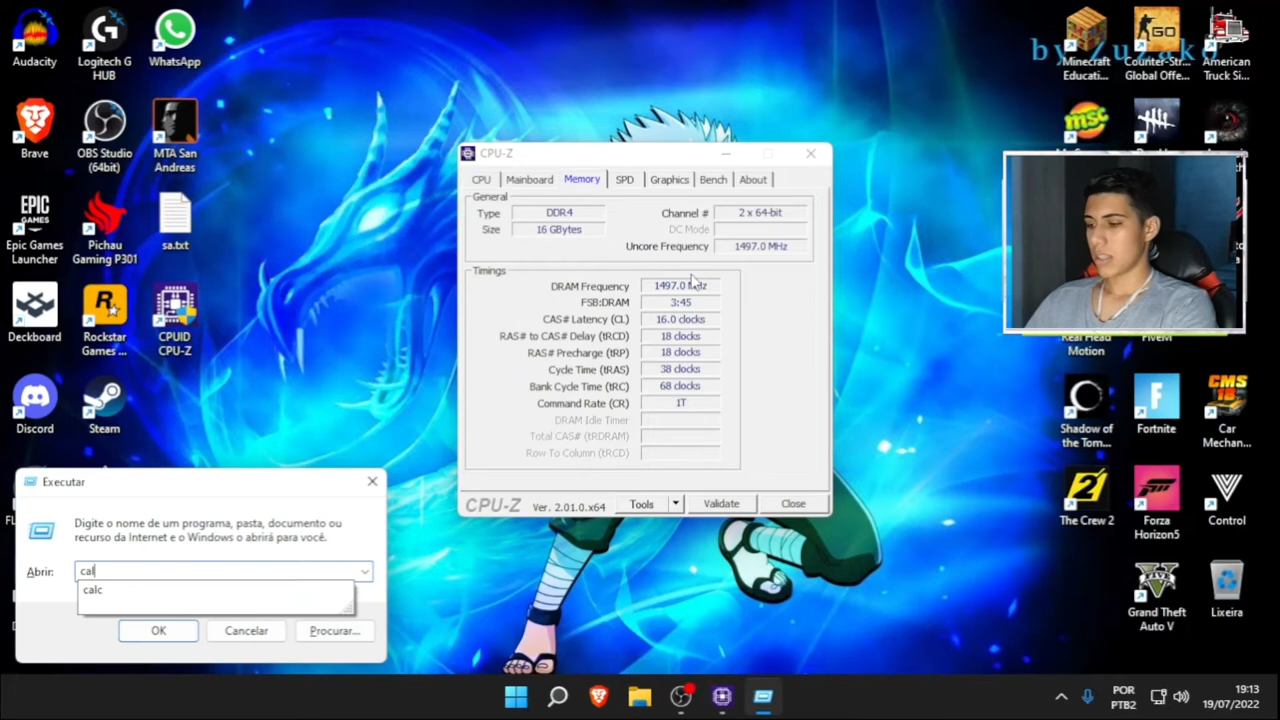 Audacity
Logitech G
HUB
WhatsApp
Brave
OBS Studio
(64bit)
MTA San
Andreas
Epic Games
Launcher
Pichau
Gaming P301
sa.txt
Deckboard
Rockstar
Games ...
CPUID
CPU-Z
Discord
Steam
by Zuzako
Minecraft
Educati...
Counter-Str...
Global Offe...
American
Truck Si...
Real Head
Motion
FiveM
Shadow of
the Tom...
Fortnite
Car
Mechan...
The Crew 2
Forza
Horizon5
Control
Grand Theft
Auto V
Lixeira
CPU-Z
CPU
Mainboard
Memory
SPD
Graphics
Bench
About
General
Type DDR4 Channel # 2 x 64-bit
Size 16 GBytes DC Mode
Uncore Frequency 1497.0 MHz
Timings
DRAM Frequency 1497.0 MHz
FSB:DRAM 3:45
CAS# Latency (CL) 16.0 clocks
RAS# to CAS# Delay (tRCD) 18 clocks
RAS# Precharge (tRP) 18 clocks
Cycle Time (tRAS) 38 clocks
Bank Cycle Time (tRC) 68 clocks
Command Rate (CR) 1T
DRAM Idle Timer
Total CAS# (tRDRAM)
Row To Column (tRCD)
CPU-Z Ver. 2.01.0.x64 Tools Validate Close
Executar
Digite o nome de um programa, pasta, documento ou
recurso da Internet e o Windows o abrirá para você.
Abrir: cal
calc
OK Cancelar Procurar...
POR
PTB2
19:13
19/07/2022